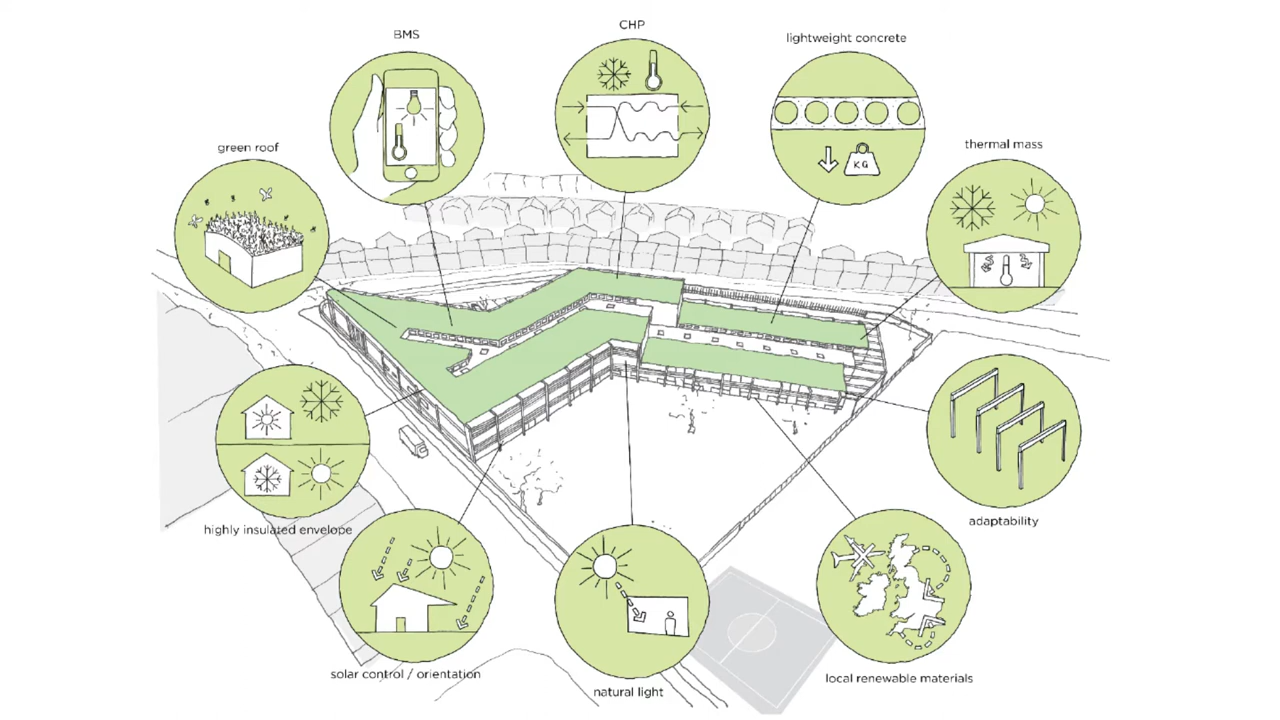 BMS
CHP
lightweight concrete
green roof
thermal mass
KG
highly insulated envelope
adaptability
solar control / orientation
natural light
local renewable materials